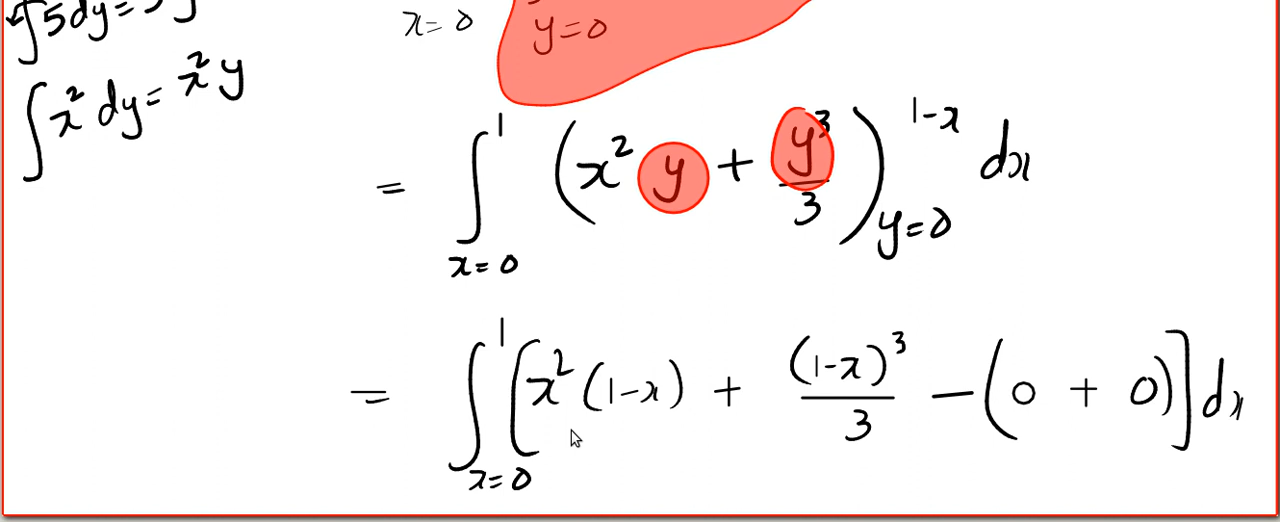 ∫5dy=5y
x=0 y=0
∫x² dy = x²y
= ∫_{x=0}^{1} (x² y + y³/3)_{y=0}^{1-x} dx
= ∫_{x=0}^{1} [x² (1-x) + (1-x)³/3 - (0 + 0)] dx